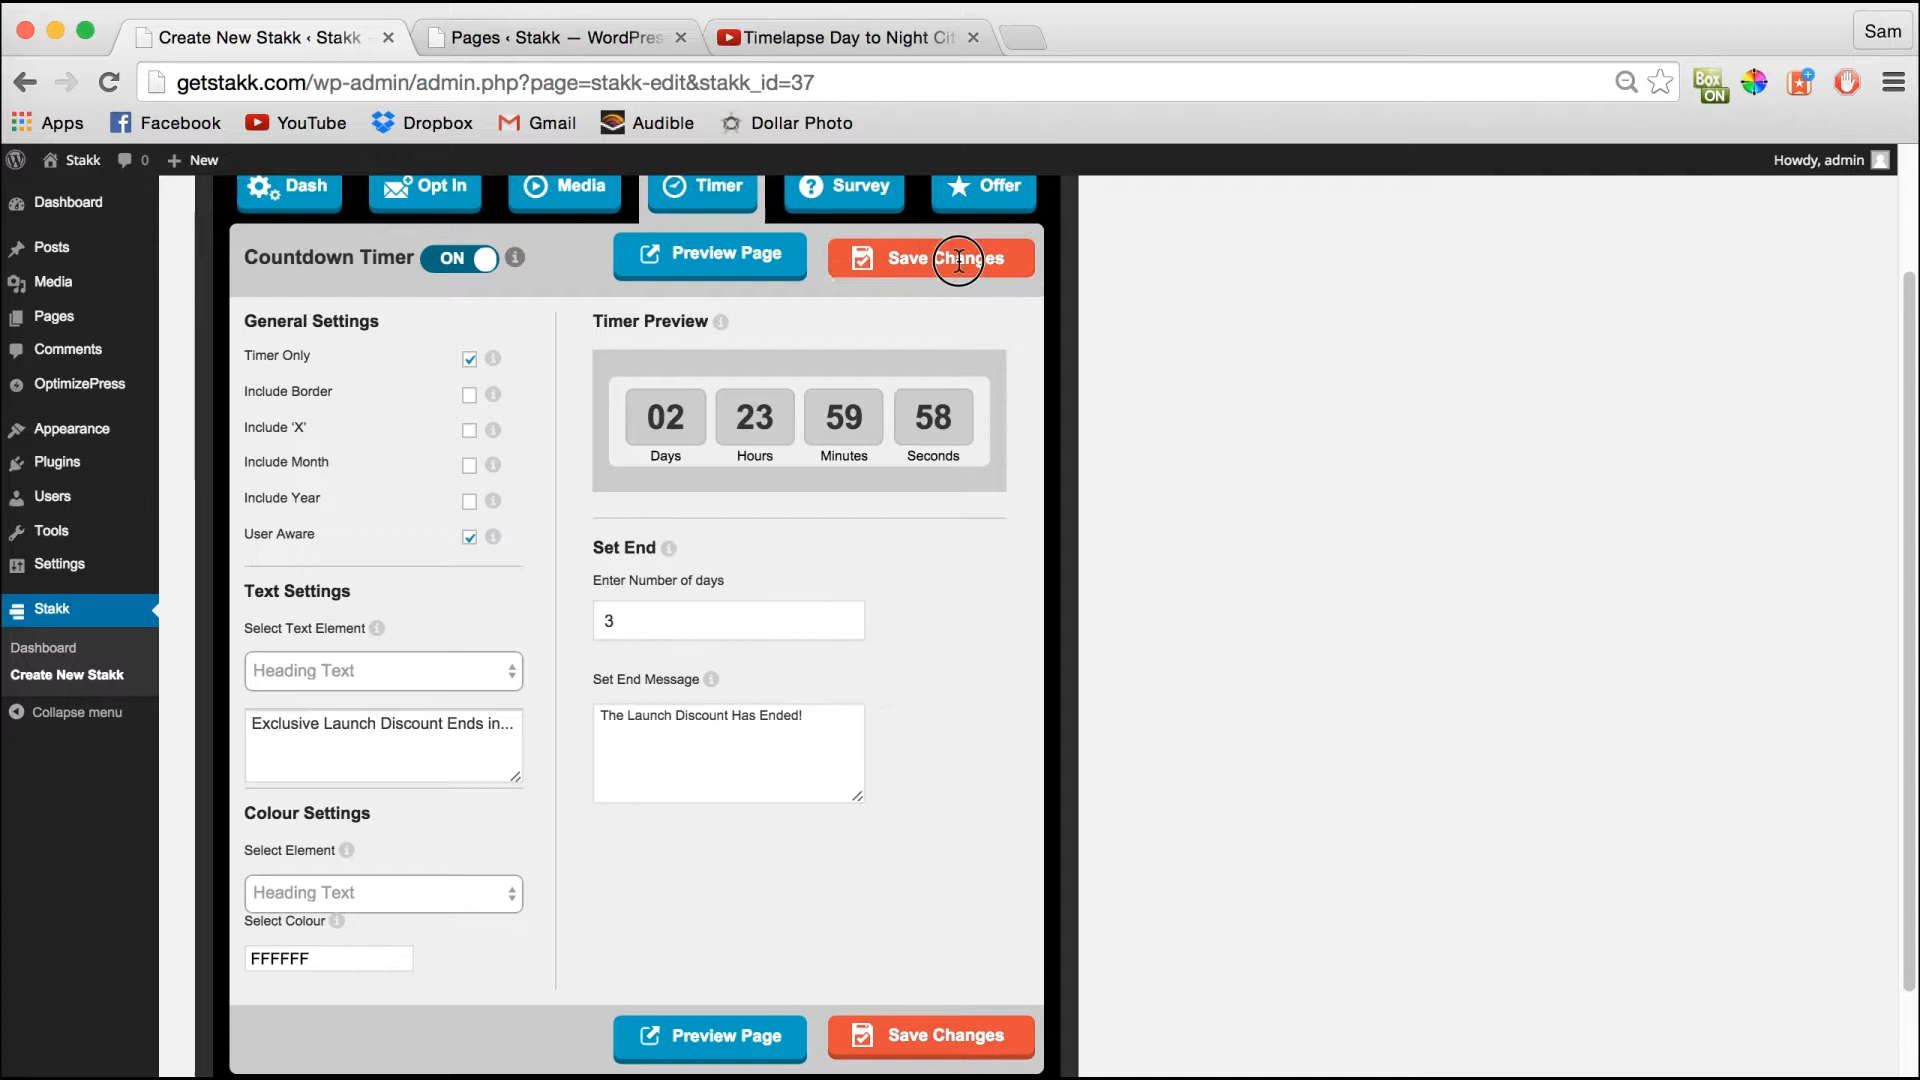 Create New Stakk ‹ Stakk
Pages ‹ Stakk — WordPres
Timelapse Day to Night Cit
Sam
getstakk.com/wp-admin/admin.php?page=stakk-edit&stakk_id=37
Box
ON
Apps
Facebook
YouTube
Dropbox
Gmail
Audible
Dollar Photo
Stakk
0
New
Howdy, admin
Dashboard
Posts
Media
Pages
Comments
OptimizePress
Appearance
Plugins
Users
Tools
Settings
Stakk
Dashboard
Create New Stakk
Collapse menu
Dash
Opt In
Media
Timer
Survey
Offer
Countdown Timer
ON
Preview Page
Save Changes
General Settings
Timer Only
Include Border
Include 'X'
Include Month
Include Year
User Aware
Text Settings
Select Text Element
Heading Text
Exclusive Launch Discount Ends in...
Colour Settings
Select Element
Heading Text
Select Colour
FFFFFF
Timer Preview
02 23 59 58
Days Hours Minutes Seconds
Set End
Enter Number of days
3
Set End Message
The Launch Discount Has Ended!
Preview Page
Save Changes